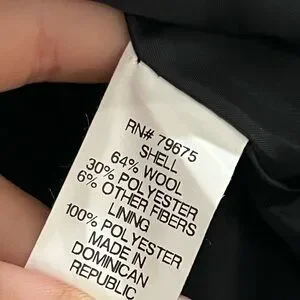 RN# 79675
SHELL
64% WOOL
30% POLYESTER
6% OTHER FIBERS
LINING
100% POLYESTER
MADE IN
DOMINICAN
REPUBLIC